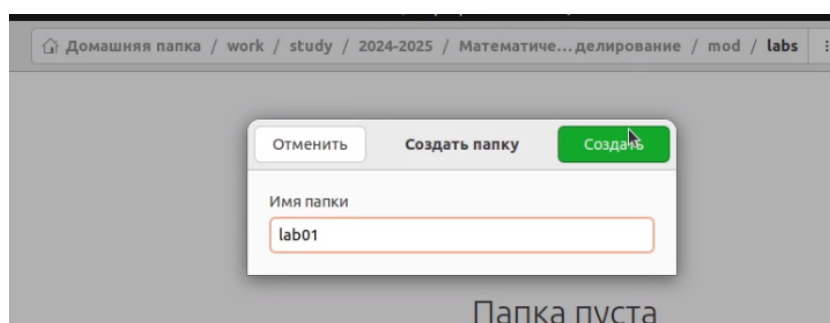 Домашняя папка / work / study / 2024-2025 / Математиче...делирование / mod / labs
Отменить Создать папку Создать
Имя папки
lab01
Папка пуста